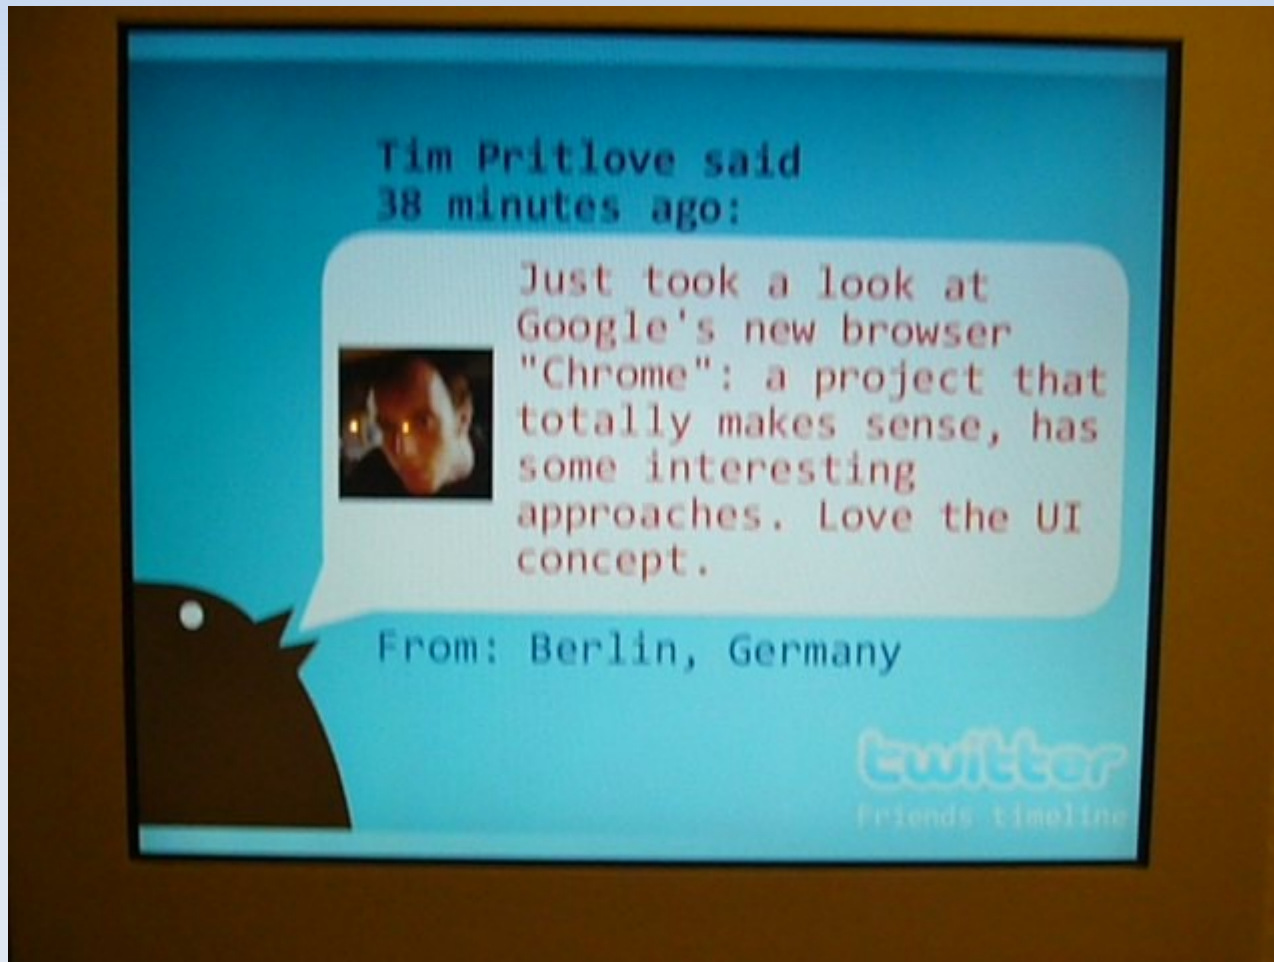 Tim Pritlove said
38 minutes ago:
Just took a look at
Google's new browser
"Chrome": a project that
totally makes sense, has
some interesting
approaches. Love the UI
concept.
From: Berlin, Germany
twitter
Friends timeline